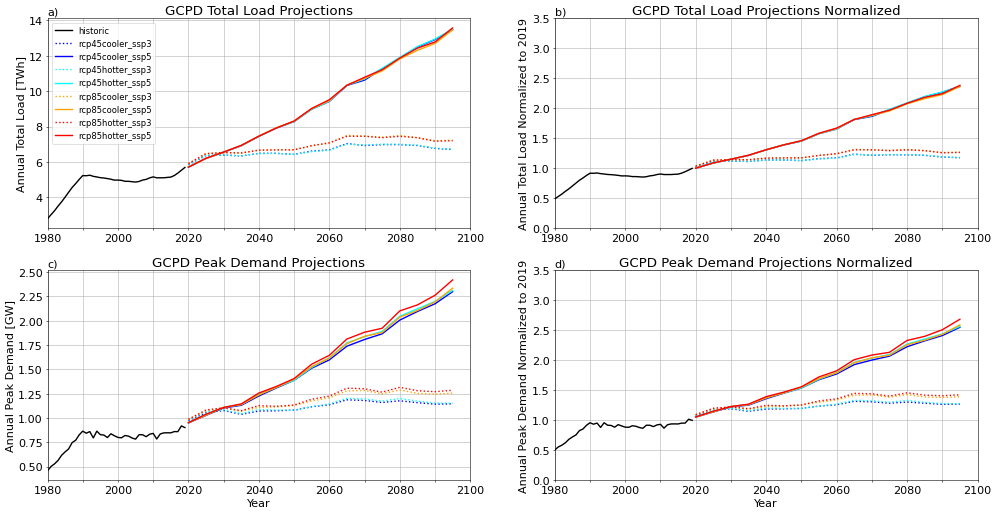 a)
GCPD Total Load Projections
Annual Total Load [TWh]
14
12
10
8
6
4
historic
rcp45cooler_ssp3
rcp45cooler_ssp5
rcp45hotter_ssp3
rcp45hotter_ssp5
rcp85cooler_ssp3
rcp85cooler_ssp5
rcp85hotter_ssp3
rcp85hotter_ssp5
1980 2000 2020 2040 2060 2080 2100
b)
GCPD Total Load Projections Normalized
Annual Total Load Normalized to 2019
3.5
3.0
2.5
2.0
1.5
1.0
0.5
0.0
1980 2000 2020 2040 2060 2080 2100
c)
GCPD Peak Demand Projections
Annual Peak Demand [GW]
2.50
2.25
2.00
1.75
1.50
1.25
1.00
0.75
0.50
1980 2000 2020 2040 2060 2080 2100
Year
d)
GCPD Peak Demand Projections Normalized
Annual Peak Demand Normalized to 2019
3.5
3.0
2.5
2.0
1.5
1.0
0.5
0.0
1980 2000 2020 2040 2060 2080 2100
Year